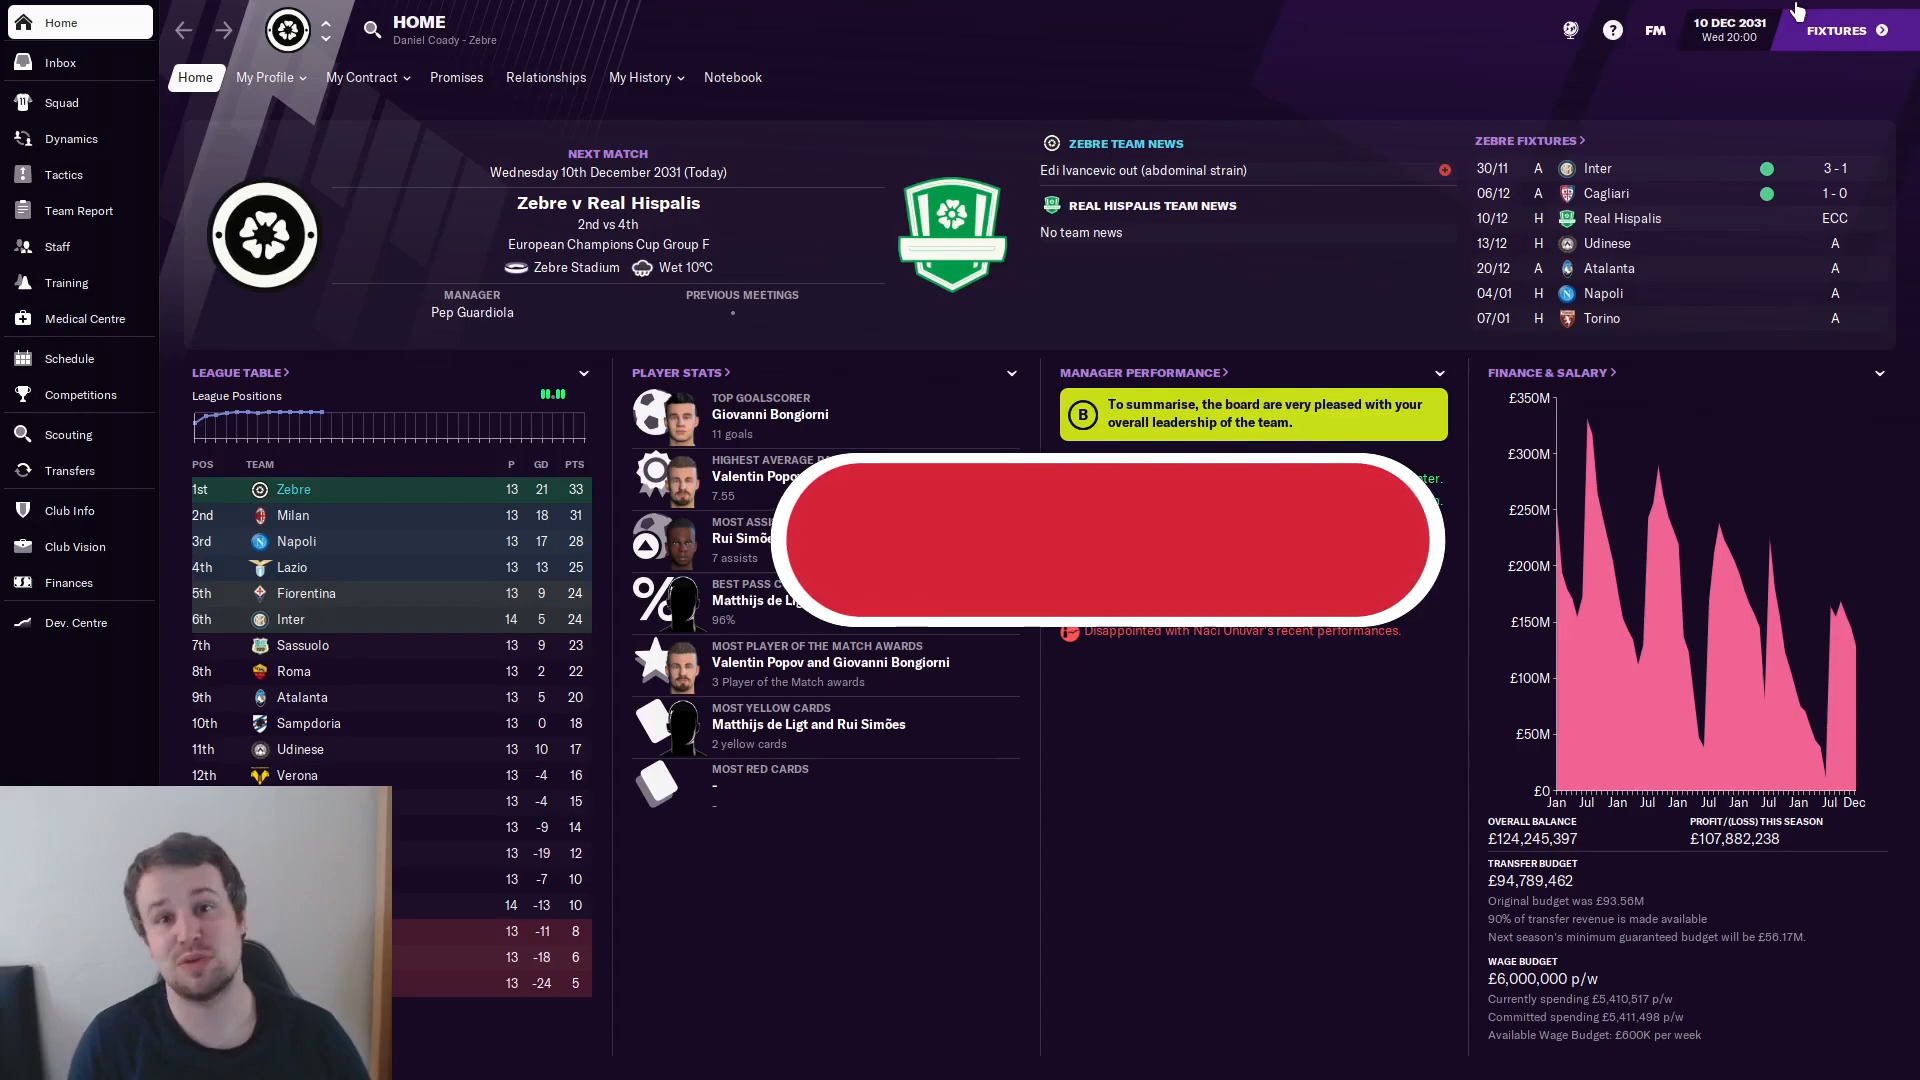 Home
Inbox
Squad
Dynamics
Tactics
Team Report
Staff
Training
Medical Centre
Schedule
Competitions
Scouting
Transfers
Club Info
Club Vision
Finances
Dev. Centre
HOME
Daniel Coady - Zebre
FM
10 DEC 2031
Wed 20:00
FIXTURES
Home
My Profile
My Contract
Promises
Relationships
My History
Notebook
NEXT MATCH
Wednesday 10th December 2031 (Today)
Zebre v Real Hispalis
2nd vs 4th
European Champions Cup Group F
Zebre Stadium Wet 10ºC
MANAGER
Pep Guardiola
PREVIOUS MEETINGS
ZEBRE TEAM NEWS
Edi Ivancevic out (abdominal strain)
REAL HISPALIS TEAM NEWS
No team news
ZEBRE FIXTURES
30/11 A Inter 3 - 1
06/12 A Cagliari 1 - 0
10/12 H Real Hispalis ECC
13/12 H Udinese A
20/12 A Atalanta A
04/01 H Napoli A
07/01 H Torino A
LEAGUE TABLE
League Positions
POS TEAM P GD PTS
1st Zebre 13 21 33
2nd Milan 13 18 31
3rd Napoli 13 17 28
4th Lazio 13 13 25
5th Fiorentina 13 9 24
6th Inter 14 5 24
7th Sassuolo 13 9 23
8th Roma 13 2 22
9th Atalanta 13 5 20
10th Sampdoria 13 0 18
11th Udinese 13 10 17
12th Verona 13 -4 16
13 -4 15
13 -9 14
13 -19 12
13 -7 10
14 -13 10
13 -11 8
13 -18 6
13 -24 5
PLAYER STATS
TOP GOALSCORER
Giovanni Bongiorni
11 goals
HIGHEST AVERAGE
Valentin Popo
7.55
MOST ASSI
Rui Simõe
7 assists
BEST PASS C
Matthijs de Lig
96%
MOST PLAYER OF THE MATCH AWARDS
Valentin Popov and Giovanni Bongiorni
3 Player of the Match awards
MOST YELLOW CARDS
Matthijs de Ligt and Rui Simões
2 yellow cards
MOST RED CARDS
-
-
MANAGER PERFORMANCE
B
To summarise, the board are very pleased with your
overall leadership of the team.
Disappointed with Naci Ünüvar's recent performances.
FINANCE & SALARY
£350M
£300M
£250M
£200M
£150M
£100M
£50M
£0
Jan Jul Jan Jul Jan Jul Jan Jul Jan Jul Dec
OVERALL BALANCE
£124,245,397
PROFIT/(LOSS) THIS SEASON
£107,882,238
TRANSFER BUDGET
£94,789,462
Original budget was £93.56M
90% of transfer revenue is made available
Next season's minimum guaranteed budget will be £56.17M.
WAGE BUDGET
£6,000,000 p/w
Currently spending £5,410,517 p/w
Committed spending £5,411,498 p/w
Available Wage Budget: £600K per week